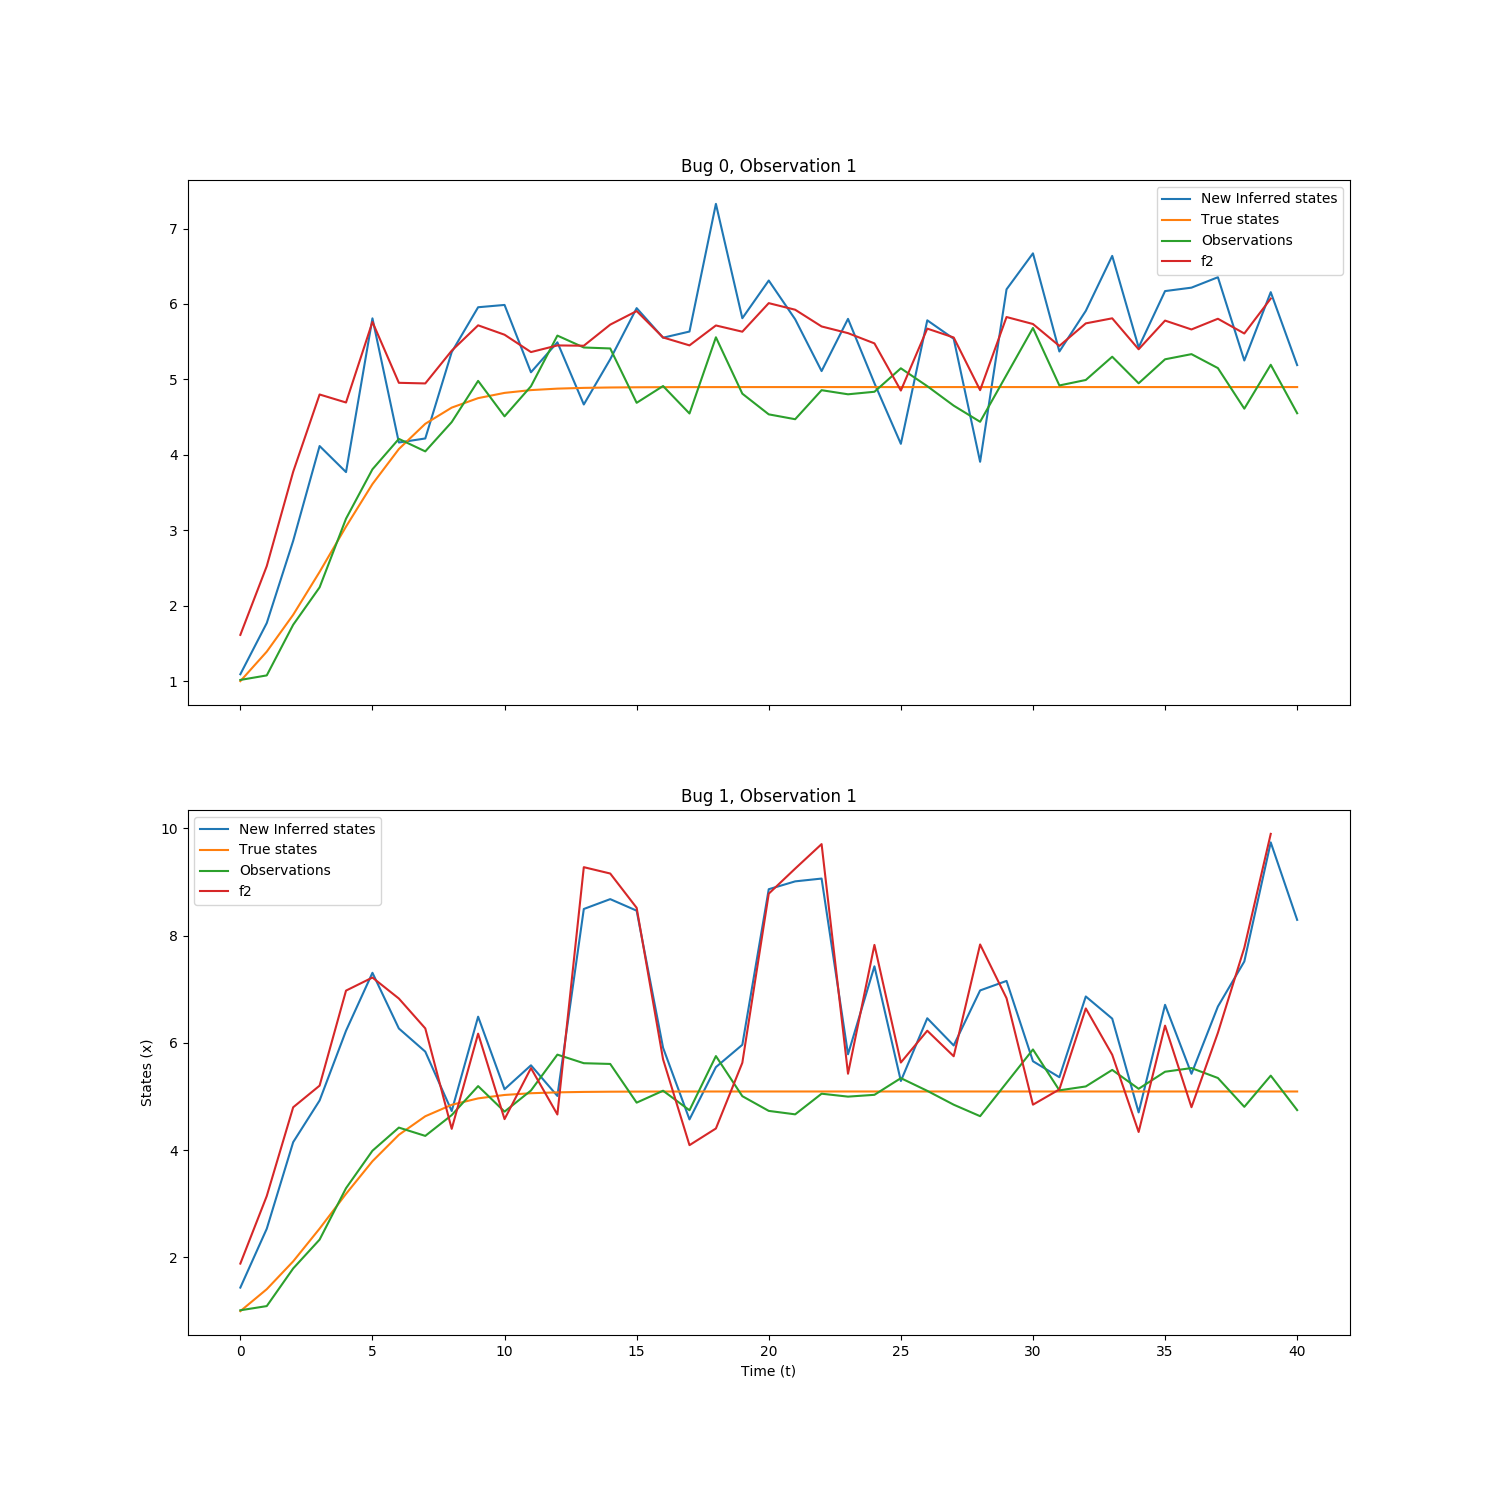 Bug 0, Observation 1
New Inferred states
True states
Observations
f2
7
6
5
4
3
2
1
Bug 1, Observation 1
New Inferred states
True states
Observations
f2
10
8
6
4
2
States (x)
0 5 10 15 20 25 30 35 40
Time (t)